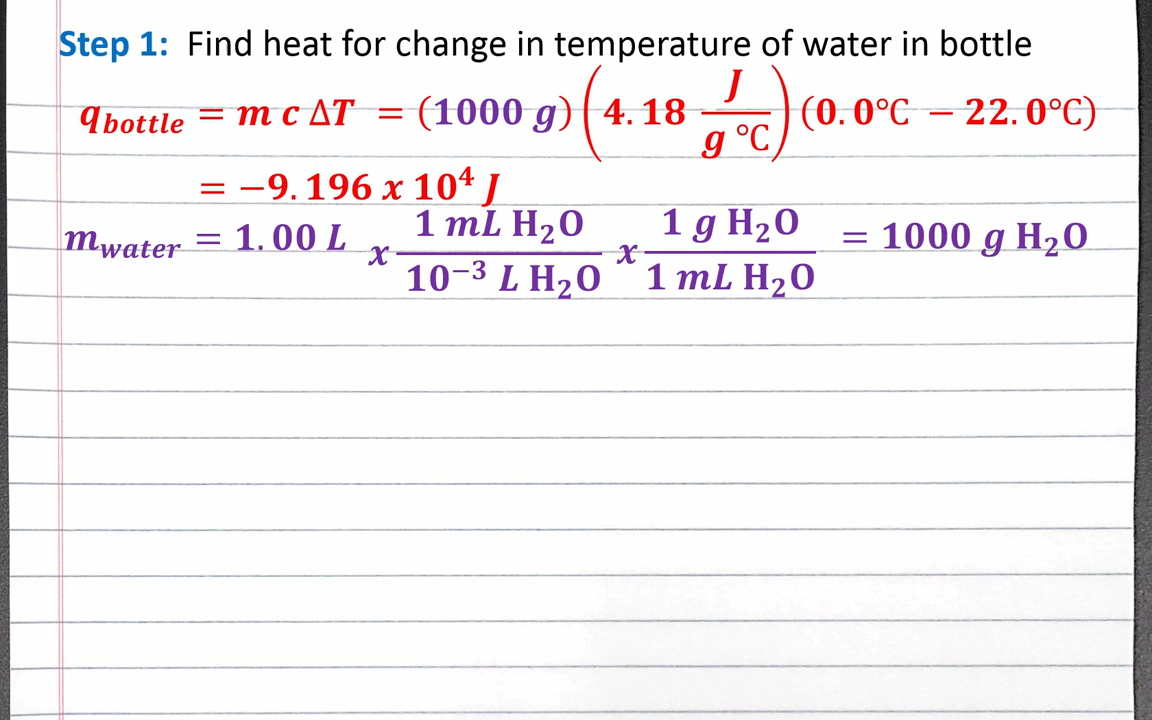 Step 1: Find heat for change in temperature of water in bottle
q_bottle = m c ΔT = (1000 g) (4.18 J/(g °C)) (0.0°C − 22.0°C)
= −9.196 x 10⁴ J
m_water = 1.00 L x (1 mL H₂O)/(10⁻³ L H₂O) x (1 g H₂O)/(1 mL H₂O) = 1000 g H₂O